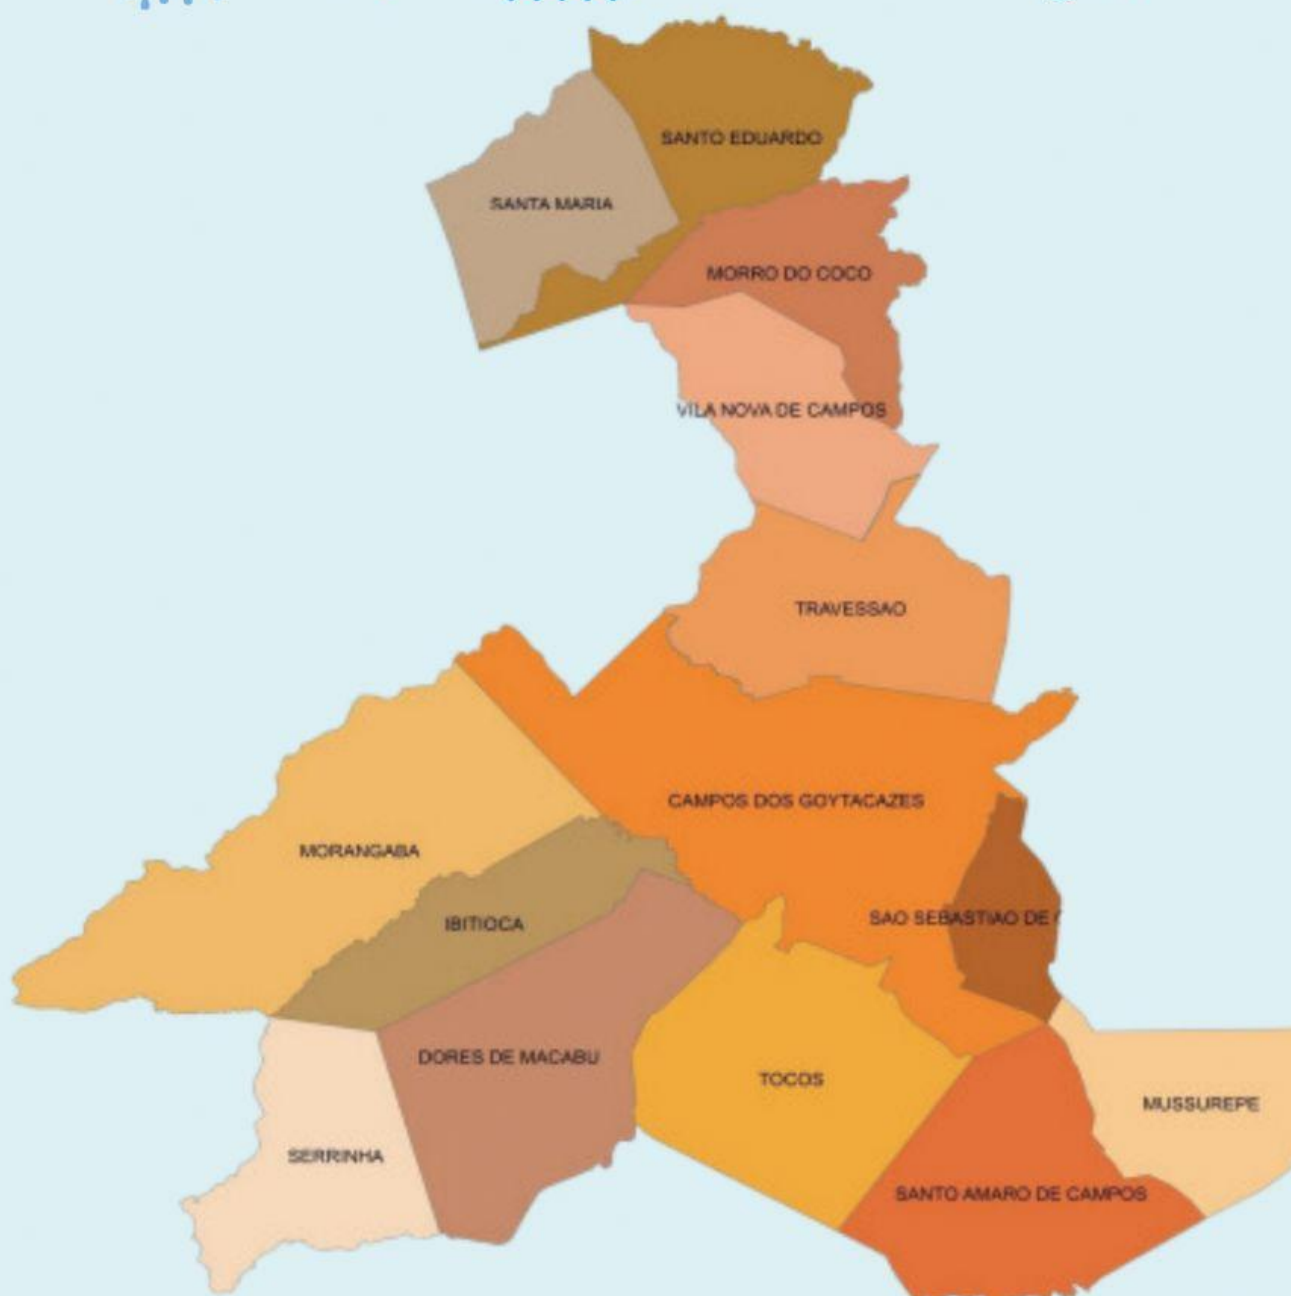 SANTO EDUARDO
SANTA MARIA
MORRO DO COCO
VILA NOVA DE CAMPOS
TRAVESSAO
CAMPOS DOS GOYTACAZES
MORANGABA
IBITIOCA
SAO SEBASTIAO DE
DORES DE MACABU
TOCOS
MUSSUREPE
SERRINHA
SANTO AMARO DE CAMPOS